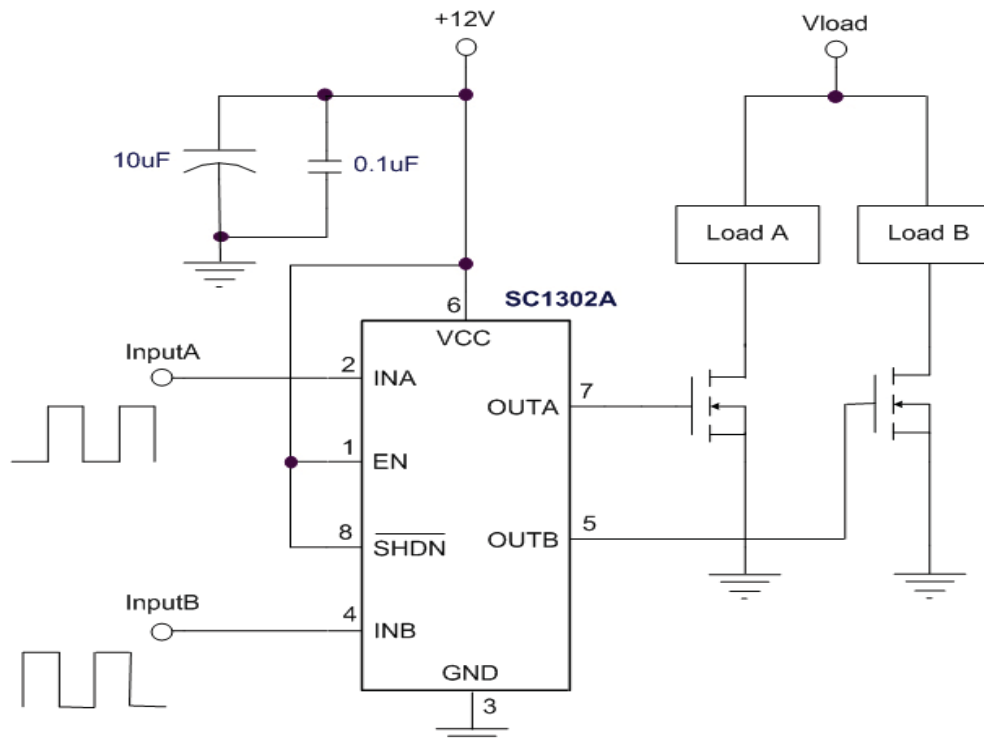 +12V
Vload
10uF
0.1uF
Load A
Load B
SC1302A
6
VCC
InputA
2
INA
7
OUTA
1
EN
8
SHDN
5
OUTB
InputB
4
INB
GND
3